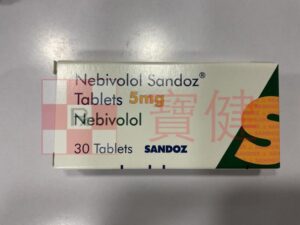 Nebivolol Sandoz®
Tablets 5mg
Nebivolol
30 Tablets SANDOZ
S
R
寶健